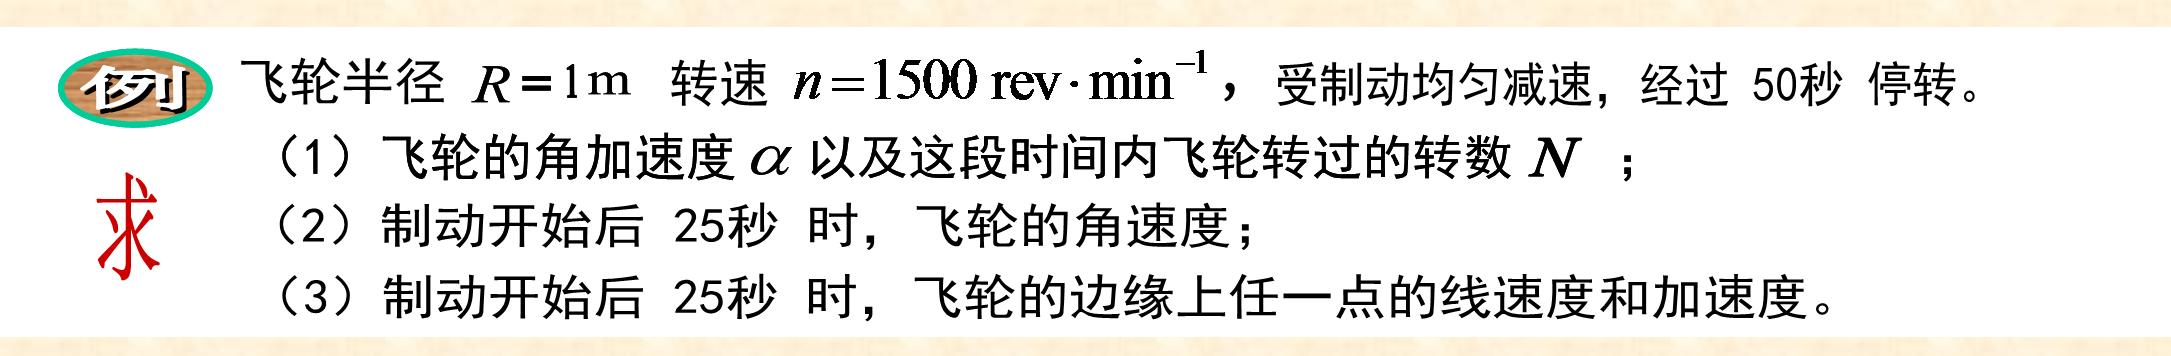 例 飞轮半径 R=1m 转速 n=1500 rev·min⁻¹，受制动均匀减速，经过 50秒 停转。
（1）飞轮的角加速度 α 以及这段时间内飞轮转过的转数 N ；
求
（2）制动开始后 25秒 时，飞轮的角速度；
（3）制动开始后 25秒 时，飞轮的边缘上任一点的线速度和加速度。